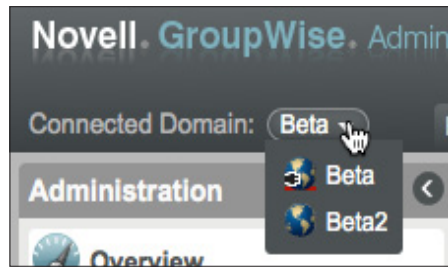 Novell. GroupWise. Admin
Connected Domain: Beta
Beta
Administration
Beta2
Overview